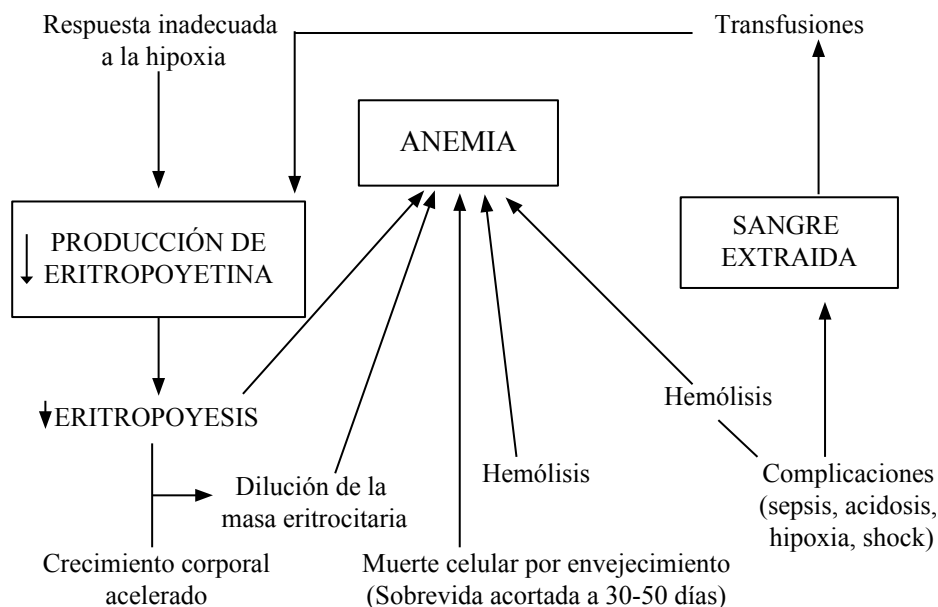 Respuesta inadecuada
a la hipoxia
Transfusiones
ANEMIA
PRODUCCIÓN DE
ERITROPOYETINA
SANGRE
EXTRAIDA
ERITROPOYESIS
Hemólisis
Hemólisis
Dilución de la
masa eritrocitaria
Complicaciones
(sepsis, acidosis,
hipoxia, shock)
Crecimiento corporal
acelerado
Muerte celular por envejecimiento
(Sobrevida acortada a 30-50 días)